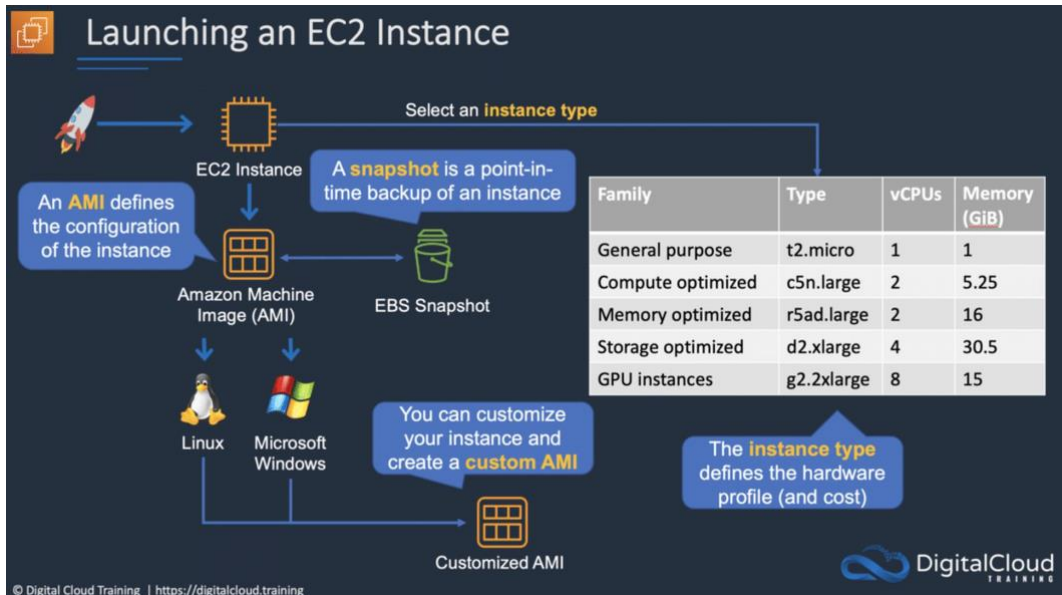 Launching an EC2 Instance
Select an instance type
EC2 Instance
A snapshot is a point-in-
time backup of an instance
An AMI defines
the configuration
of the instance
Amazon Machine
Image (AMI)
EBS Snapshot
Family Type vCPUs Memory
(GiB)
General purpose t2.micro 1 1
Compute optimized c5n.large 2 5.25
Memory optimized r5ad.large 2 16
Storage optimized d2.xlarge 4 30.5
GPU instances g2.2xlarge 8 15
Linux
Microsoft
Windows
You can customize
your instance and
create a custom AMI
The instance type
defines the hardware
profile (and cost)
Customized AMI
DigitalCloud
TRAINING
© Digital Cloud Training | https://digitalcloud.training